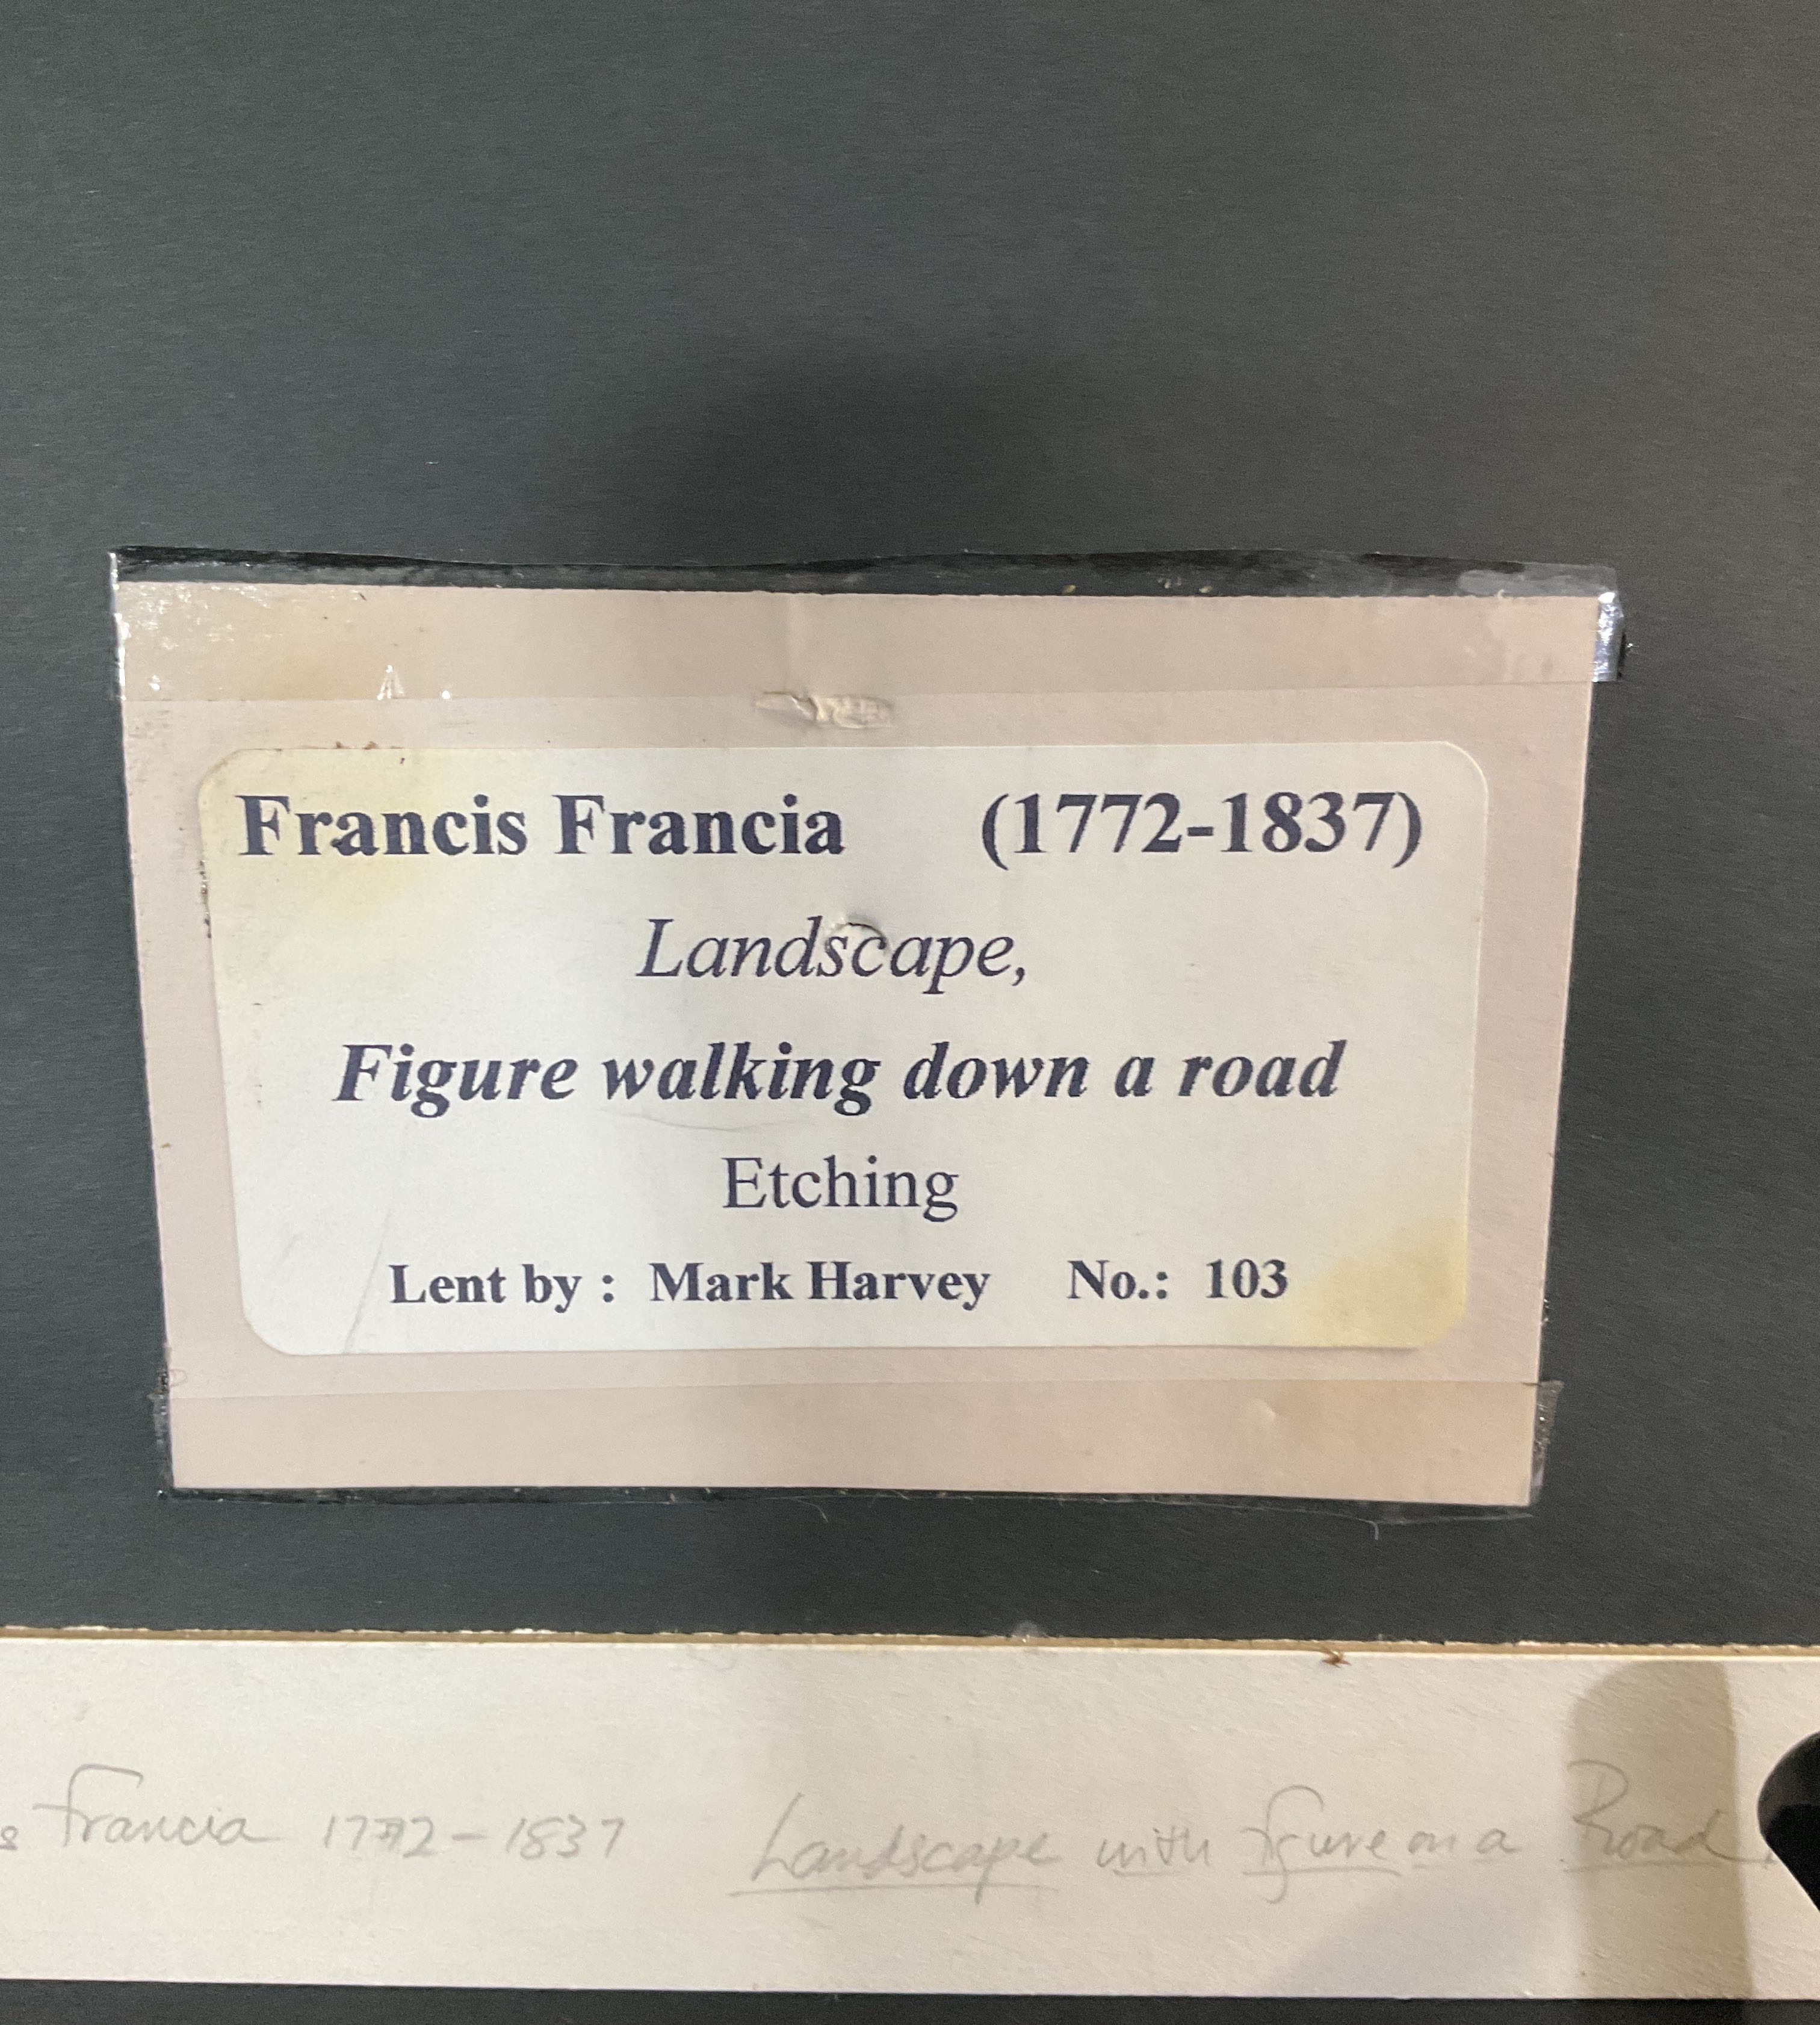 Francis Francia (1772-1837)
Landscape,
Figure walking down a road
Etching
Lent by : Mark Harvey No.: 103
s Francia 1772-1837 Landscape with figure on a Road.